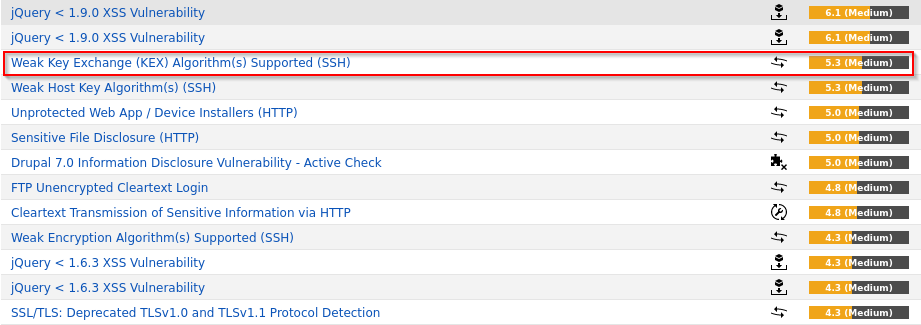 jQuery < 1.9.0 XSS Vulnerability 6.1 (Medium)
jQuery < 1.9.0 XSS Vulnerability 6.1 (Medium)
Weak Key Exchange (KEX) Algorithm(s) Supported (SSH) 5.3 (Medium)
Weak Host Key Algorithm(s) (SSH) 5.3 (Medium)
Unprotected Web App / Device Installers (HTTP) 5.0 (Medium)
Sensitive File Disclosure (HTTP) 5.0 (Medium)
Drupal 7.0 Information Disclosure Vulnerability - Active Check 5.0 (Medium)
FTP Unencrypted Cleartext Login 4.8 (Medium)
Cleartext Transmission of Sensitive Information via HTTP 4.8 (Medium)
Weak Encryption Algorithm(s) Supported (SSH) 4.3 (Medium)
jQuery < 1.6.3 XSS Vulnerability 4.3 (Medium)
jQuery < 1.6.3 XSS Vulnerability 4.3 (Medium)
SSL/TLS: Deprecated TLSv1.0 and TLSv1.1 Protocol Detection 4.3 (Medium)